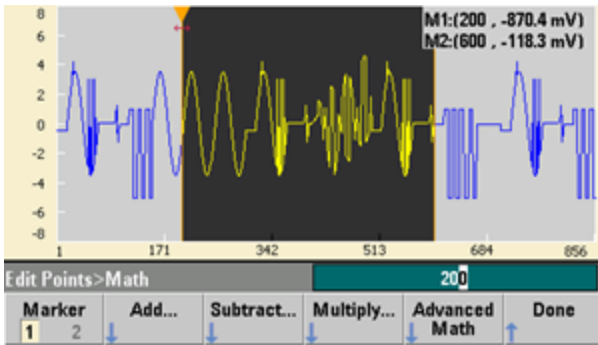 8
M1:(200 , -870.4 mV)
6
M2:(600 , -118.3 mV)
4
2
0
-2
-4
-6
-8
1 171 342 513 684 856
Edit Points>Math 200
Marker Add... Subtract... Multiply... Advanced Math Done
1 2